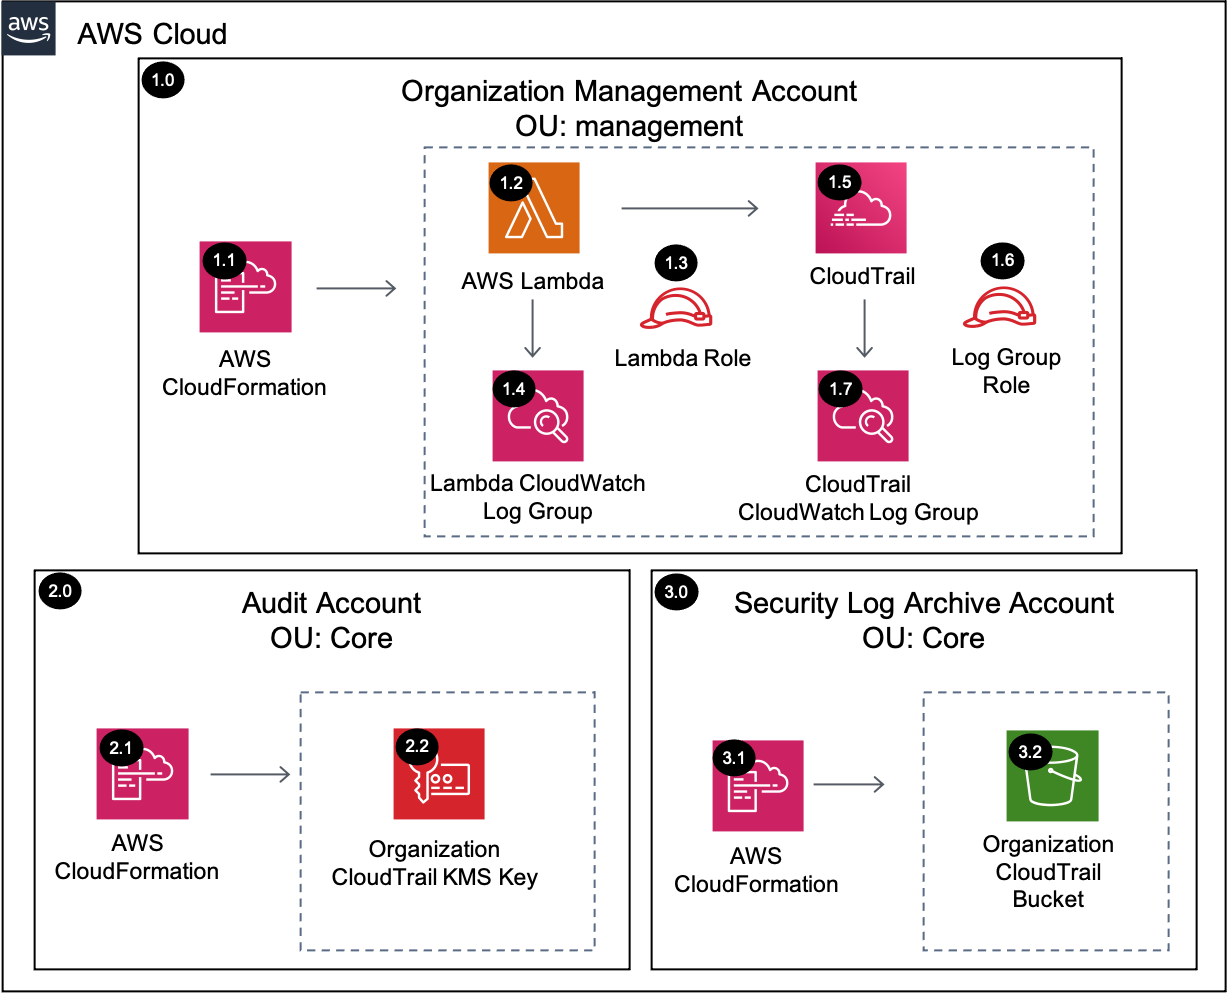 aws
AWS Cloud
1.0
Organization Management Account
OU: management
1.1
AWS
CloudFormation
1.2
AWS Lambda
1.3
Lambda Role
1.4
Lambda CloudWatch
Log Group
1.5
CloudTrail
1.6
Log Group
Role
1.7
CloudTrail
CloudWatch Log Group
2.0
Audit Account
OU: Core
2.1
AWS
CloudFormation
2.2
Organization
CloudTrail KMS Key
3.0
Security Log Archive Account
OU: Core
3.1
AWS
CloudFormation
3.2
Organization
CloudTrail
Bucket